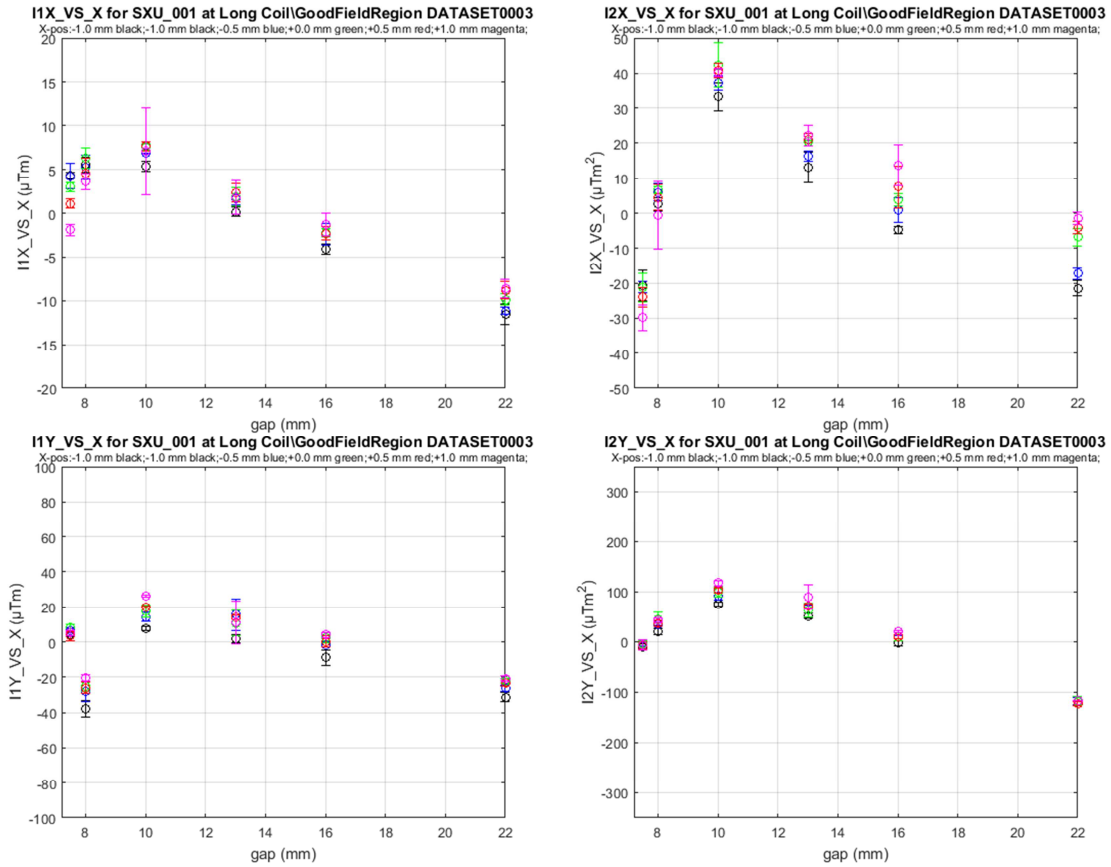 I1X_VS_X for SXU_001 at Long Coil\GoodFieldRegion DATASET0003
X-pos:-1.0 mm black;-1.0 mm black;-0.5 mm blue;+0.0 mm green;+0.5 mm red;+1.0 mm magenta;
I1X_VS_X (µTm)
20
15
10
5
0
-5
-10
-15
-20
8 10 12 14 16 18 20 22
gap (mm)
I2X_VS_X for SXU_001 at Long Coil\GoodFieldRegion DATASET0003
X-pos:-1.0 mm black;-1.0 mm black;-0.5 mm blue;+0.0 mm green;+0.5 mm red;+1.0 mm magenta;
I2X_VS_X (µTm²)
50
40
30
20
10
0
-10
-20
-30
-40
-50
8 10 12 14 16 18 20 22
gap (mm)
I1Y_VS_X for SXU_001 at Long Coil\GoodFieldRegion DATASET0003
X-pos:-1.0 mm black;-1.0 mm black;-0.5 mm blue;+0.0 mm green;+0.5 mm red;+1.0 mm magenta;
I1Y_VS_X (µTm)
100
80
60
40
20
0
-20
-40
-60
-80
-100
8 10 12 14 16 18 20 22
gap (mm)
I2Y_VS_X for SXU_001 at Long Coil\GoodFieldRegion DATASET0003
X-pos:-1.0 mm black;-1.0 mm black;-0.5 mm blue;+0.0 mm green;+0.5 mm red;+1.0 mm magenta;
I2Y_VS_X (µTm²)
300
200
100
0
-100
-200
-300
8 10 12 14 16 18 20 22
gap (mm)